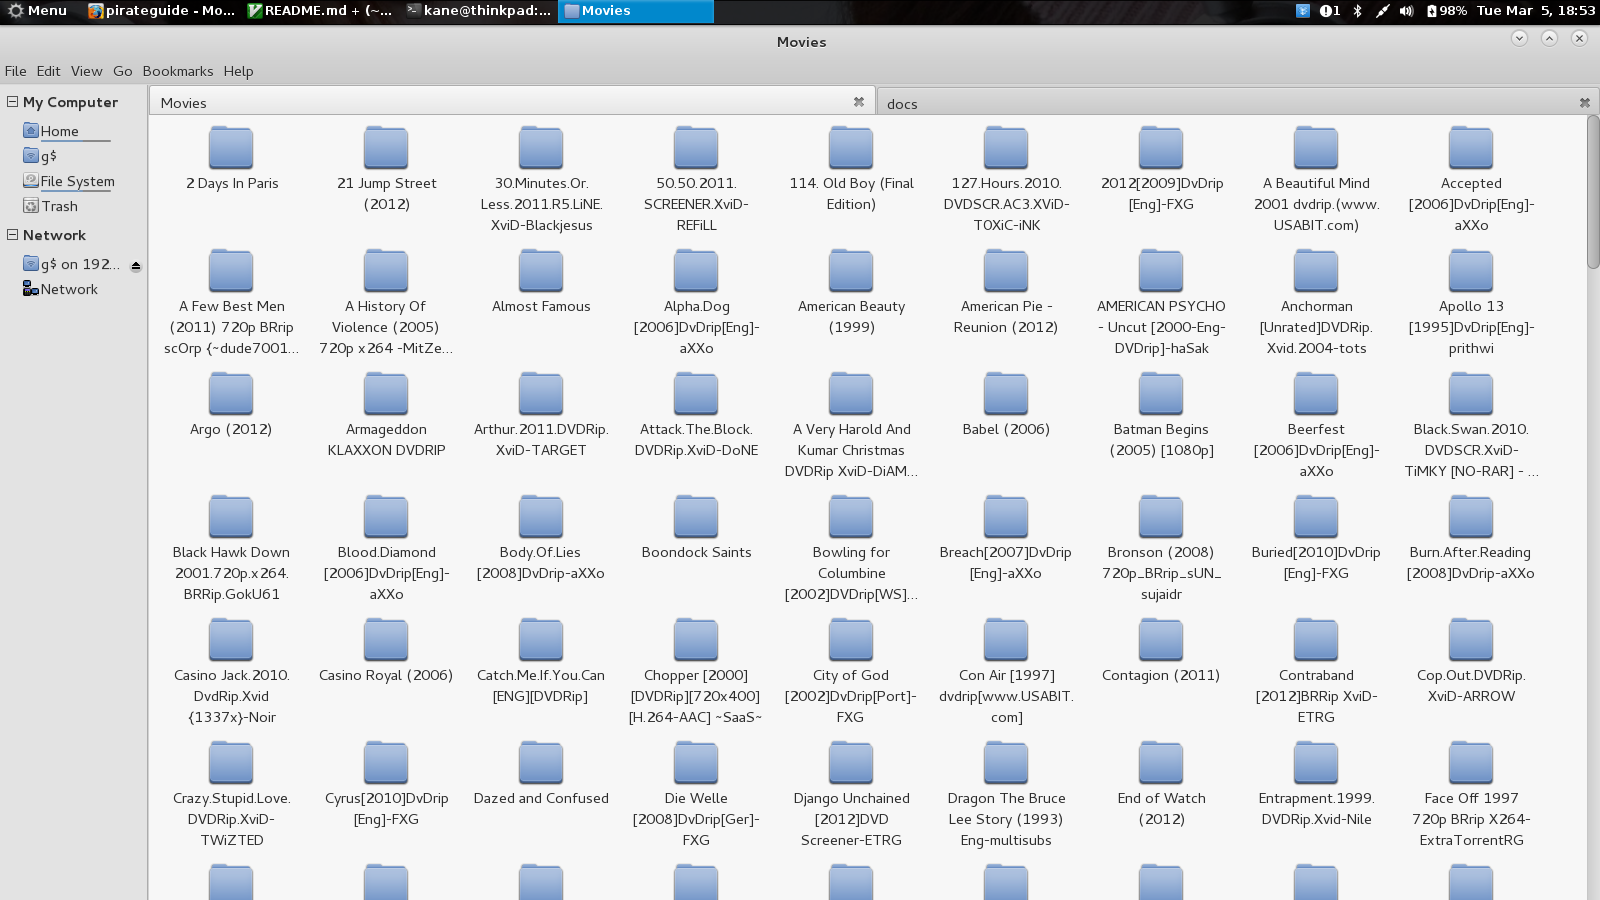 Menu pirateguide - Mo... README.md + (~... kane@thinkpad:... Movies 1 98% Tue Mar 5, 18:53
Movies
File Edit View Go Bookmarks Help
My Computer
Home
g$
File System
Trash
Network
g$ on 192...
Network
Movies docs
2 Days In Paris
21 Jump Street
(2012)
30.Minutes.Or.
Less.2011.R5.LiNE.
XviD-Blackjesus
50.50.2011.
SCREENER.XviD-
REFiLL
114. Old Boy (Final
Edition)
127.Hours.2010.
DVDSCR.AC3.XViD-
T0XiC-iNK
2012[2009]DvDrip
[Eng]-FXG
A Beautiful Mind
2001 dvdrip.(www.
USABIT.com)
Accepted
[2006]DvDrip[Eng]-
aXXo
A Few Best Men
(2011) 720p BRrip
scOrp {~dude7001...
A History Of
Violence (2005)
720p x264 -MitZe...
Almost Famous
Alpha.Dog
[2006]DvDrip[Eng]-
aXXo
American Beauty
(1999)
American Pie -
Reunion (2012)
AMERICAN PSYCHO
- Uncut [2000-Eng-
DVDrip]-haSak
Anchorman
[Unrated]DVDRip.
Xvid.2004-tots
Apollo 13
[1995]DvDrip[Eng]-
prithwi
Argo (2012)
Armageddon
KLAXXON DVDRIP
Arthur.2011.DVDRip.
XviD-TARGET
Attack.The.Block.
DVDRip.XviD-DoNE
A Very Harold And
Kumar Christmas
DVDRip XviD-DiAM...
Babel (2006)
Batman Begins
(2005) [1080p]
Beerfest
[2006]DvDrip[Eng]-
aXXo
Black.Swan.2010.
DVDSCR.XviD-
TiMKY [NO-RAR] - ...
Black Hawk Down
2001.720p.x264.
BRRip.GokU61
Blood.Diamond
[2006]DvDrip[Eng]-
aXXo
Body.Of.Lies
[2008]DvDrip-aXXo
Boondock Saints
Bowling for
Columbine
[2002]DVDrip[WS]...
Breach[2007]DvDrip
[Eng]-aXXo
Bronson (2008)
720p_BRrip_sUN_
sujaidr
Buried[2010]DvDrip
[Eng]-FXG
Burn.After.Reading
[2008]DvDrip-aXXo
Casino Jack.2010.
DvdRip.Xvid
{1337x}-Noir
Casino Royal (2006)
Catch.Me.If.You.Can
[ENG][DVDRip]
Chopper [2000]
[DVDRip][720x400]
[H.264-AAC] ~SaaS~
City of God
[2002]DvDrip[Port]-
FXG
Con Air [1997]
dvdrip[www.USABIT.
com]
Contagion (2011)
Contraband
[2012]BRRip XviD-
ETRG
Cop.Out.DVDRip.
XviD-ARROW
Crazy.Stupid.Love.
DVDRip.XviD-
TWiZTED
Cyrus[2010]DvDrip
[Eng]-FXG
Dazed and Confused
Die Welle
[2008]DvDrip[Ger]-
FXG
Django Unchained
[2012]DVD
Screener-ETRG
Dragon The Bruce
Lee Story (1993)
Eng-multisubs
End of Watch
(2012)
Entrapment.1999.
DVDRip.Xvid-Nile
Face Off 1997
720p BRrip X264-
ExtraTorrentRG